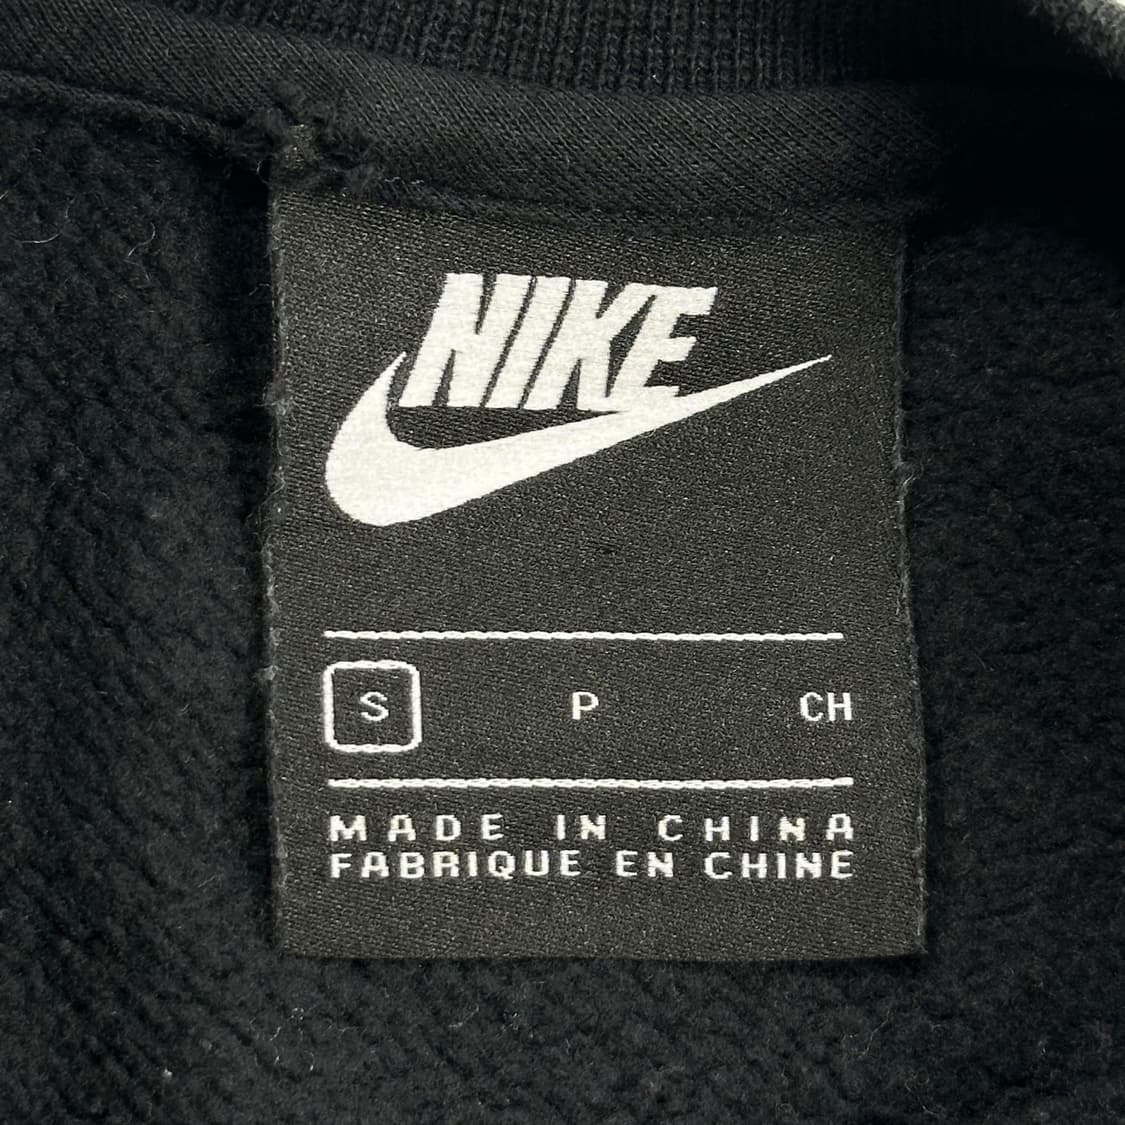 NIKE
S P CH
MADE IN CHINA
FABRIQUE EN CHINE